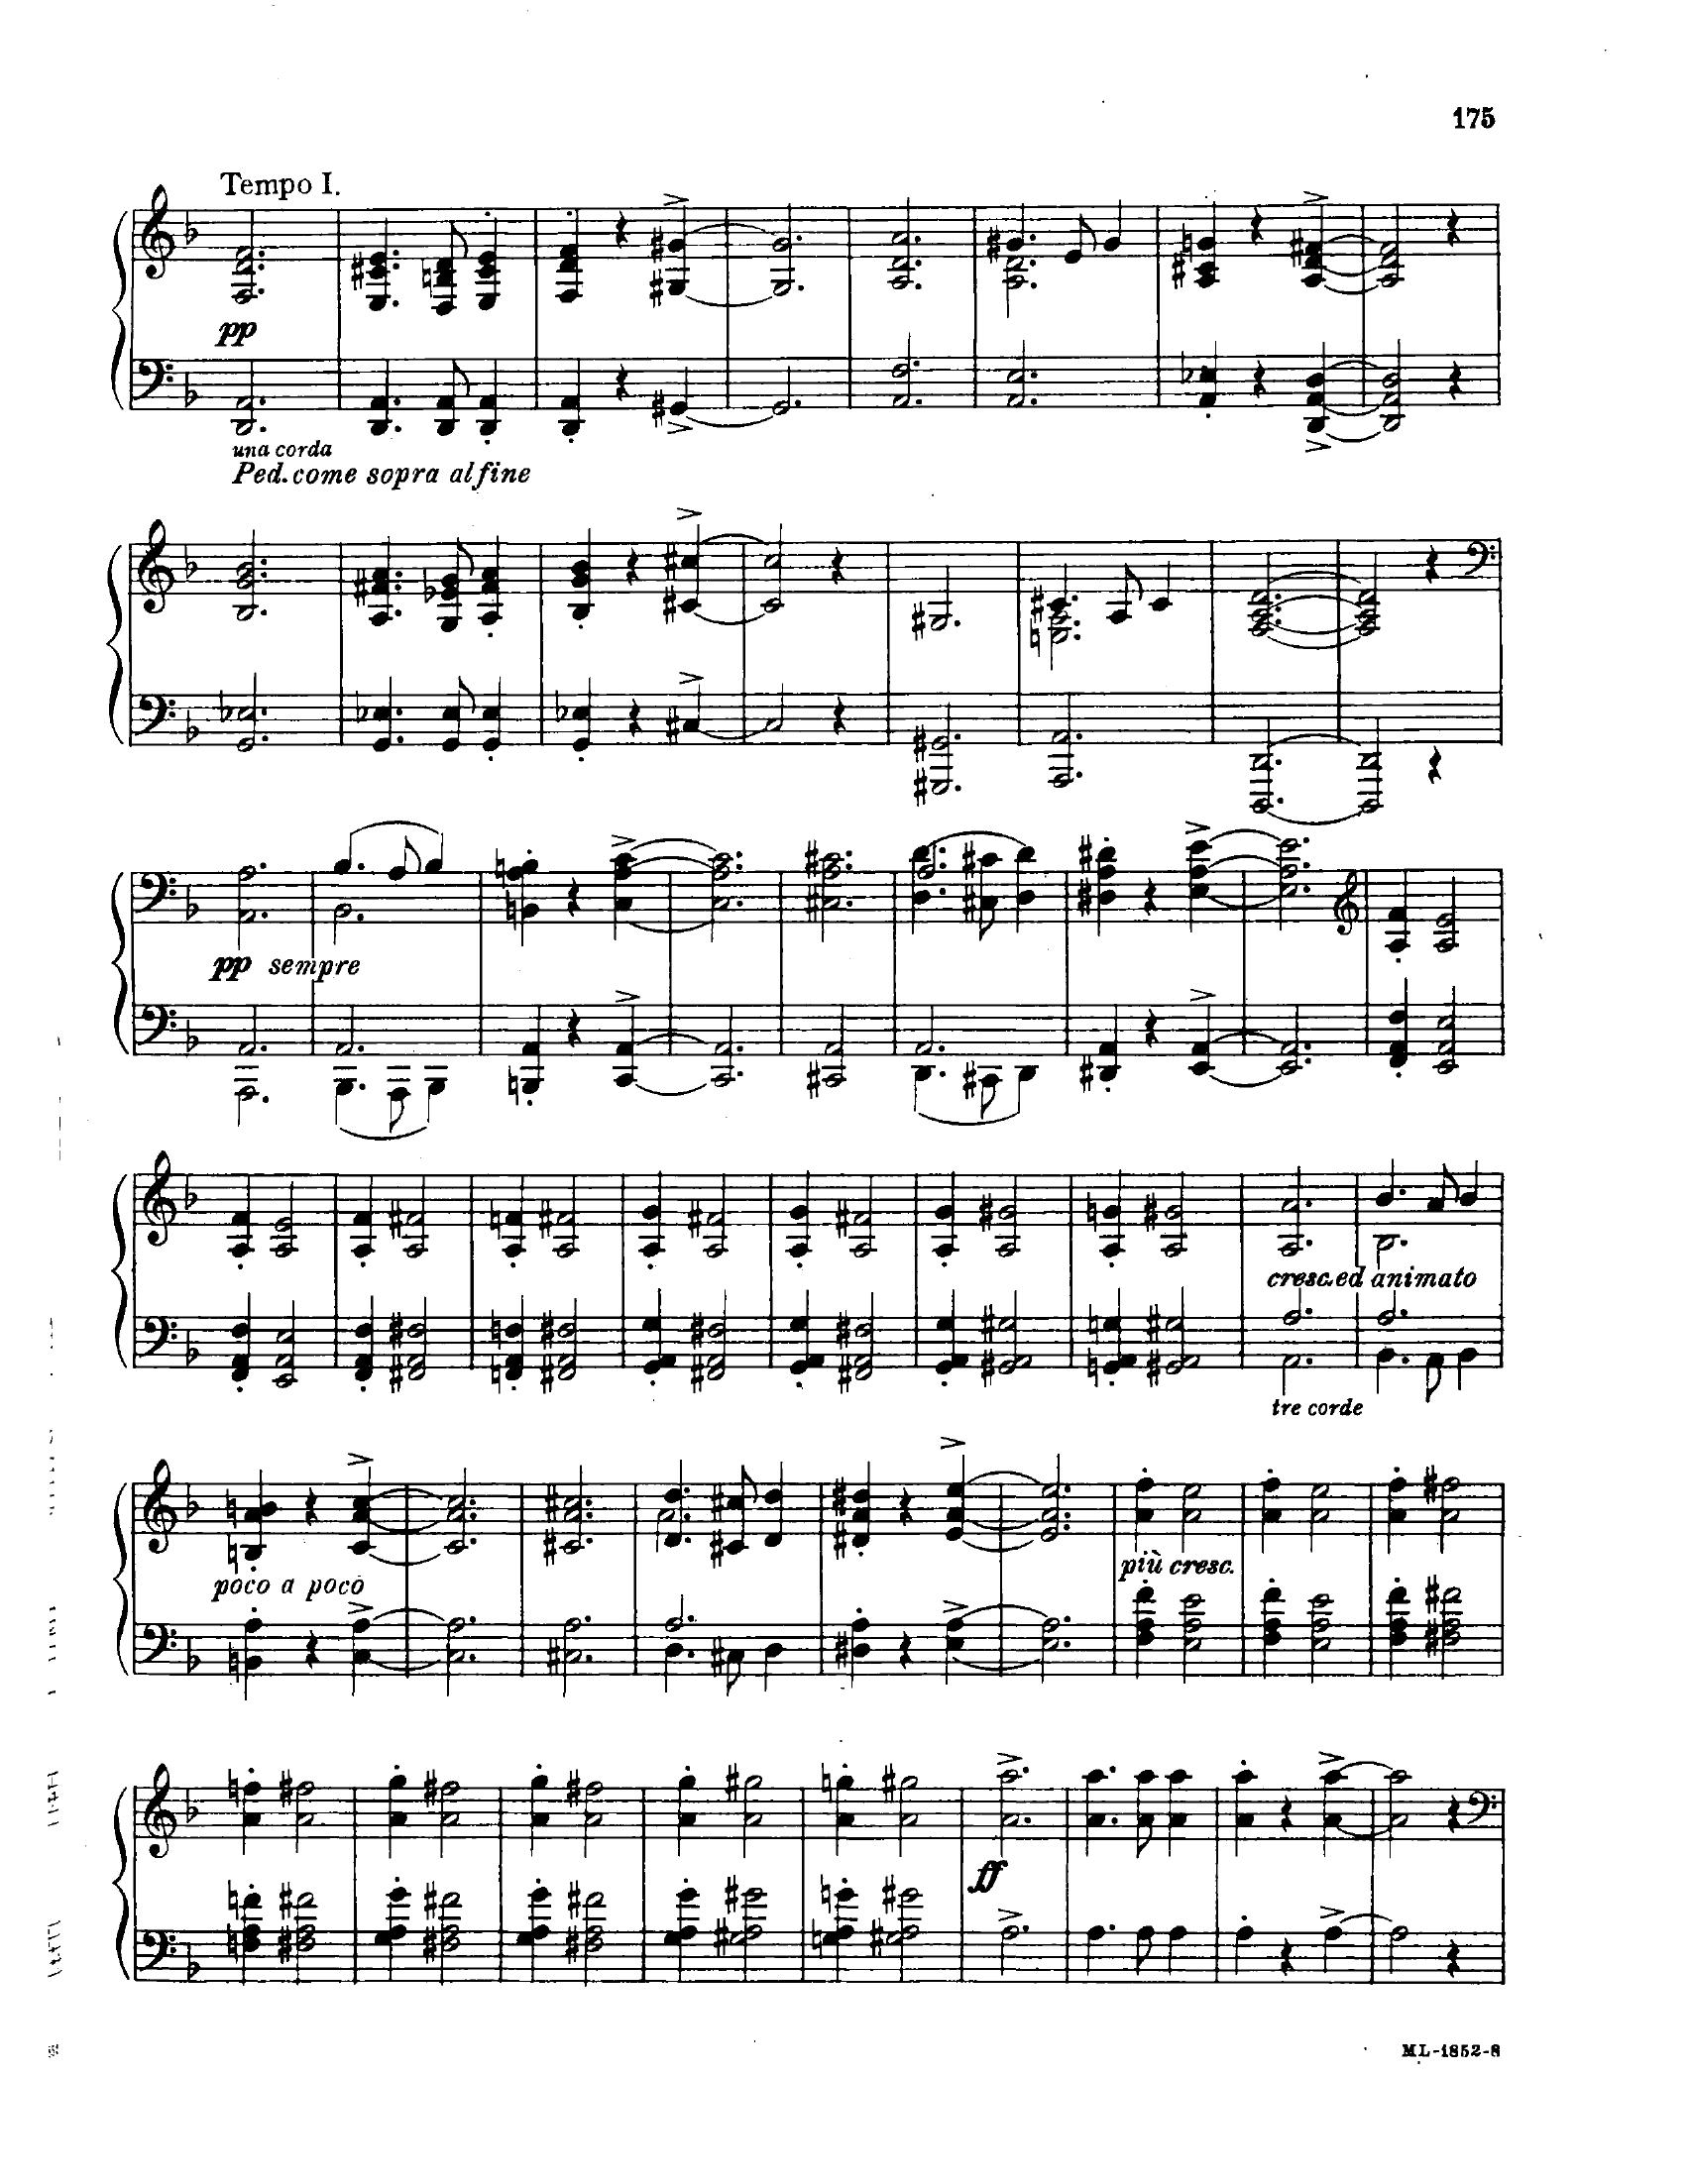 175
Tempo I.
pp
una corda
Ped. come sopra al fine
pp sempre
cresc. ed animato
tre corde
poco a poco
più cresc.
ff
ML-1852-8